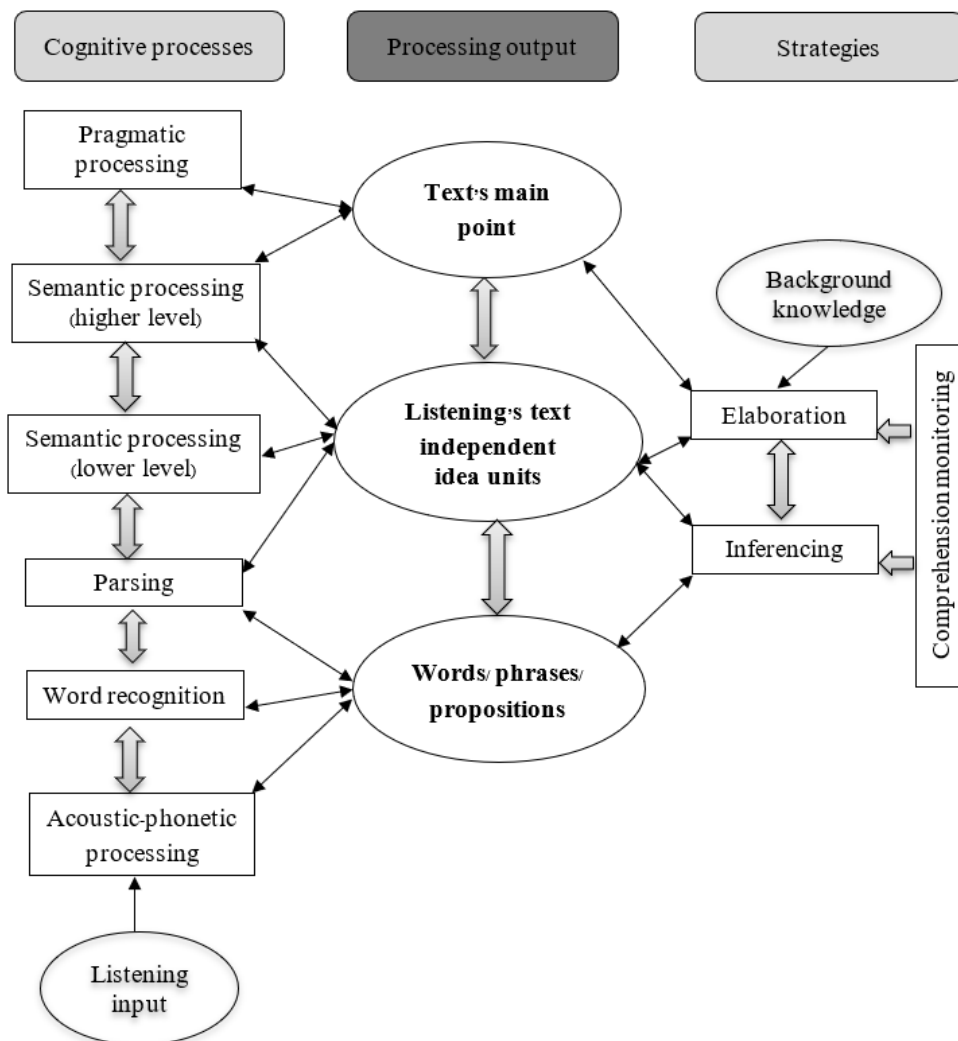 Cognitive processes
Processing output
Strategies
Pragmatic
processing
Text's main
point
Semantic processing
(higher level)
Background
knowledge
Listening's text
independent
idea units
Elaboration
Semantic processing
(lower level)
Inferencing
Comprehension monitoring
Parsing
Words/ phrases/
propositions
Word recognition
Acoustic-phonetic
processing
Listening
input